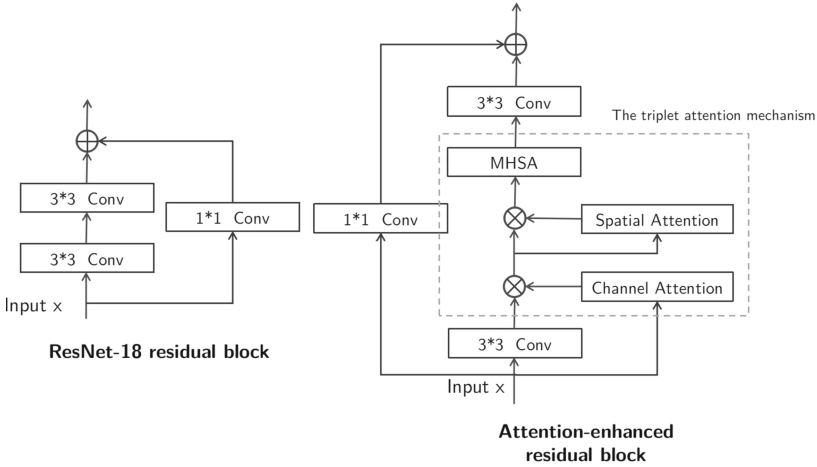 3*3 Conv
1*1 Conv
3*3 Conv
Input x
ResNet-18 residual block
3*3 Conv
The triplet attention mechanism
MHSA
1*1 Conv
Spatial Attention
Channel Attention
3*3 Conv
Input x
Attention-enhanced
residual block